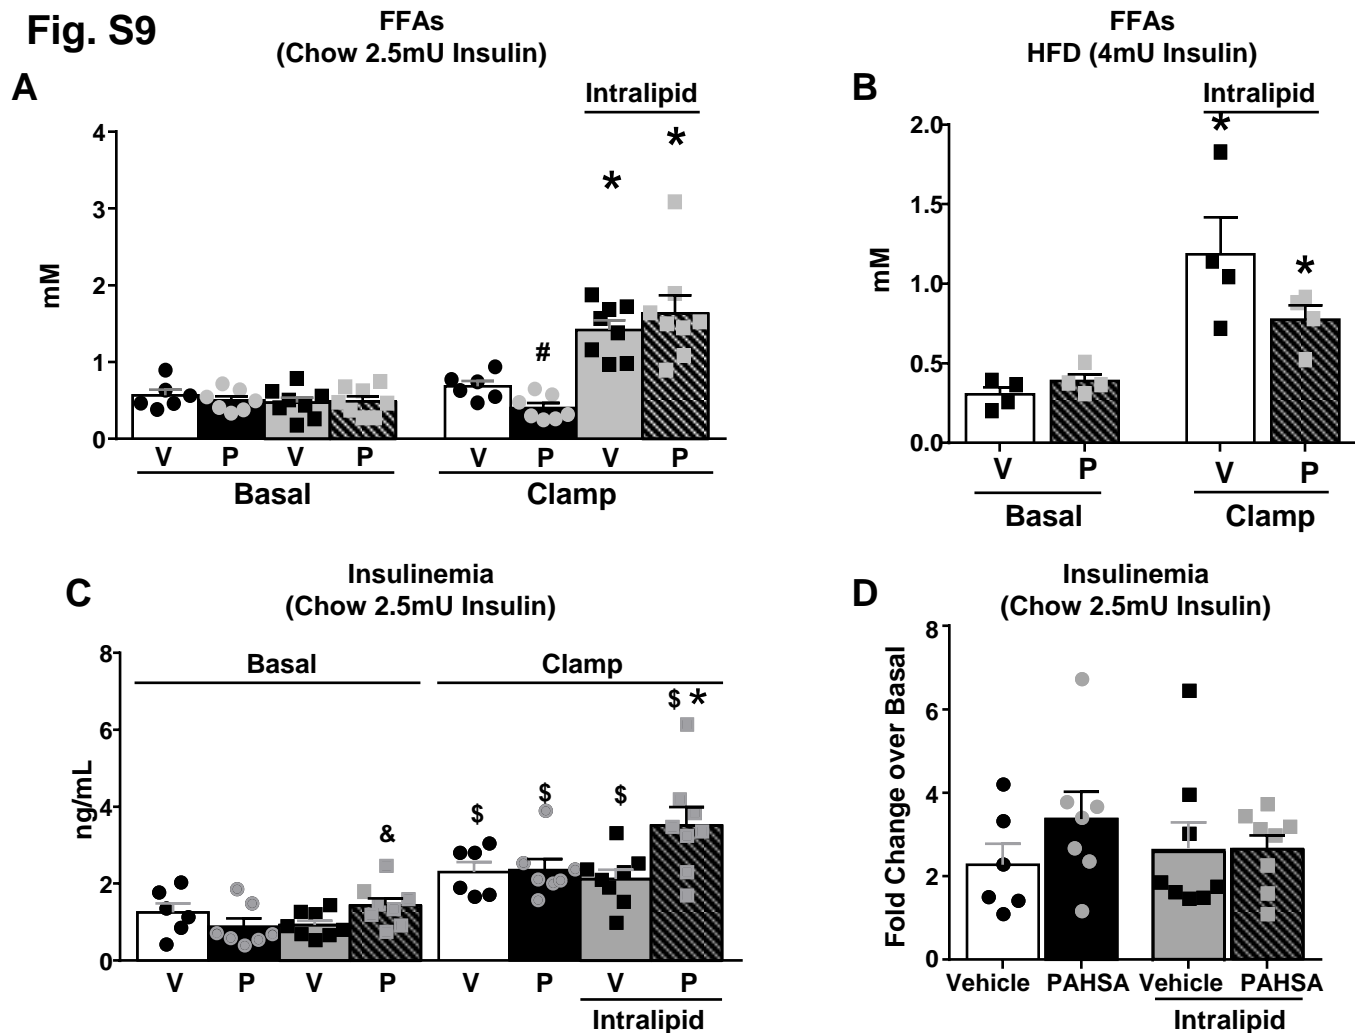 Fig. S9
A
FFAs
(Chow 2.5mU Insulin)
Intralipid
mM
4
3
2
1
0
*
*
#
V P V P
V P V P
Basal
Clamp
B
FFAs
HFD (4mU Insulin)
Intralipid
mM
2.0
1.5
1.0
0.5
0.0
*
*
V P
V P
Basal
Clamp
C
Insulinemia
(Chow 2.5mU Insulin)
Basal
Clamp
ng/mL
8
6
4
2
0
&
$
$
$
$ *
V P V P
V P V P
Intralipid
D
Insulinemia
(Chow 2.5mU Insulin)
Fold Change over Basal
8
6
4
2
0
Vehicle PAHSA Vehicle PAHSA
Intralipid